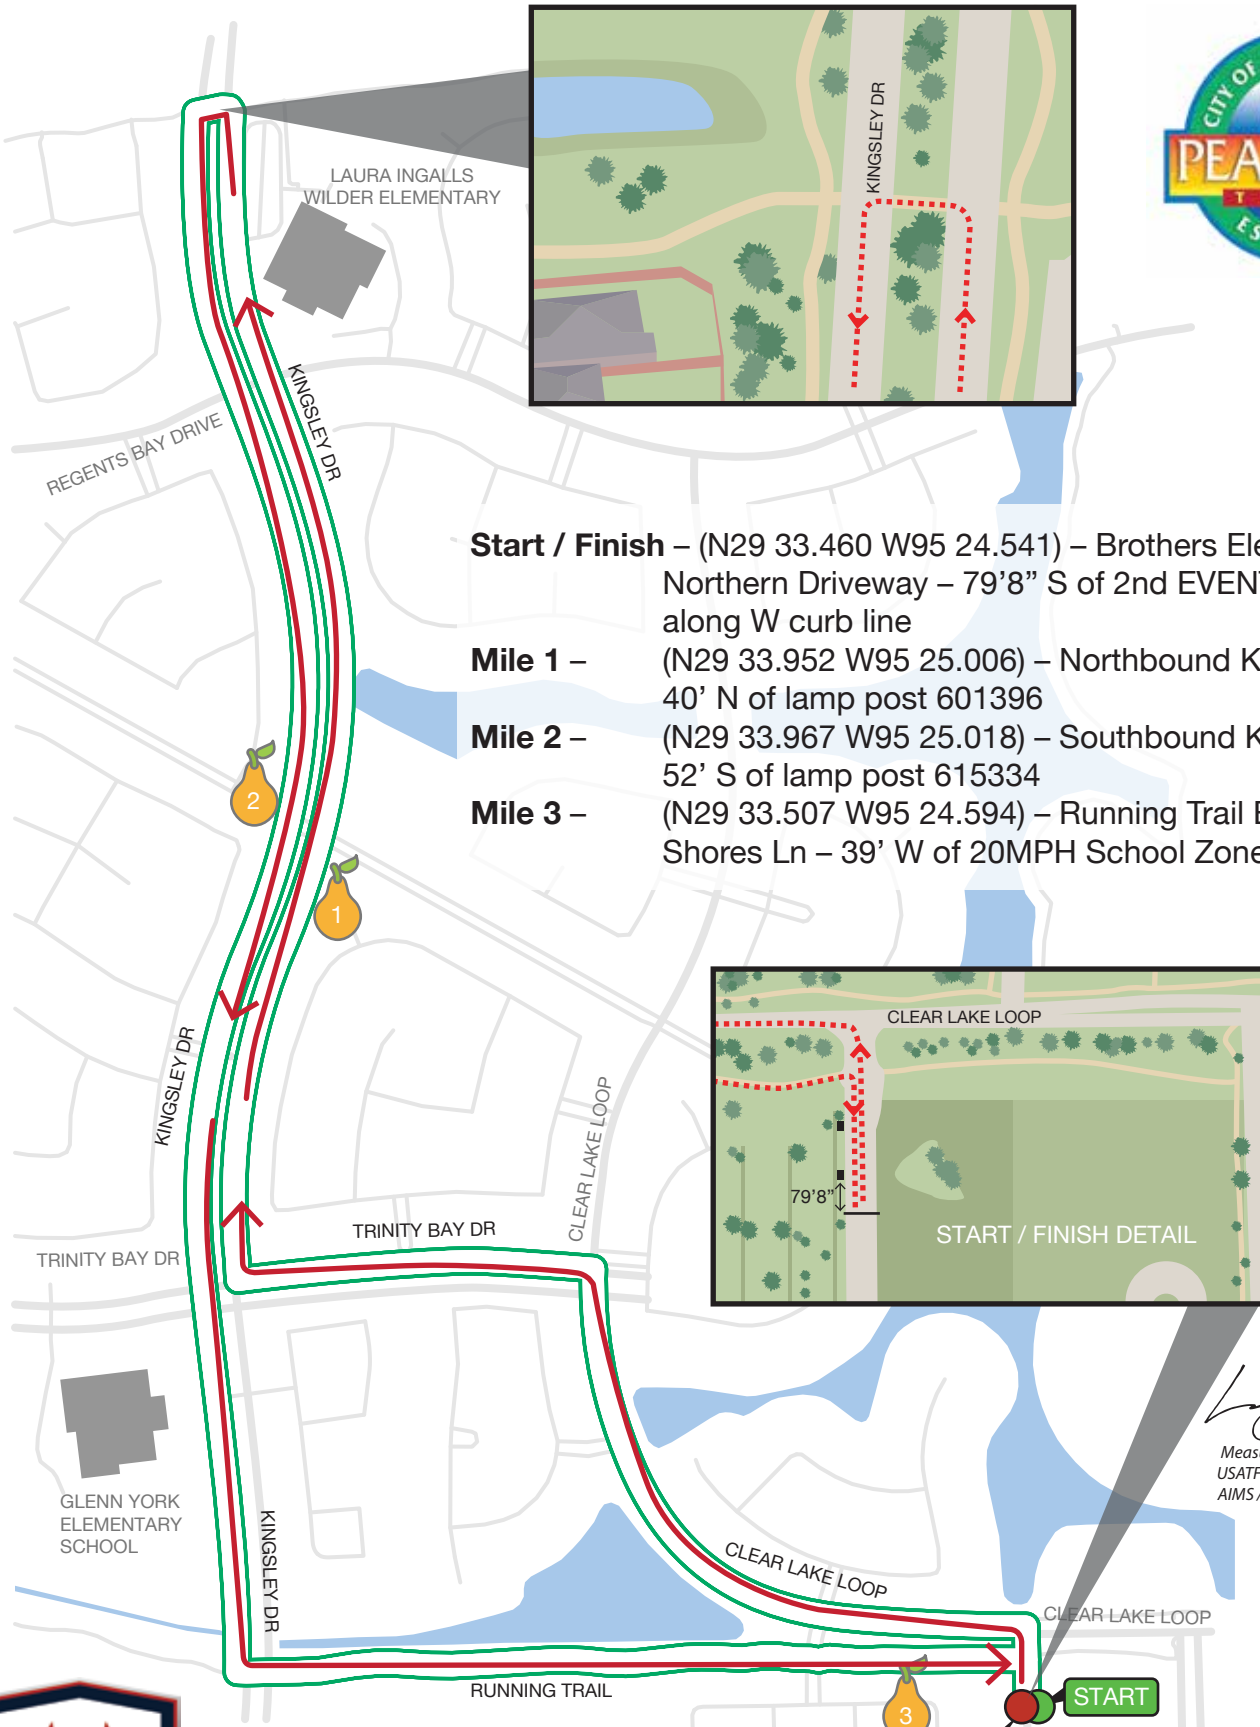 CITY OF
LAURA INGALLS
WILDER ELEMENTARY
KINGSLEY DR
KINGSLEY DR
REGENTS BAY DRIVE
Start / Finish – (N29 33.460 W95 24.541) – Brothers
Northern Driveway – 79'8" S of 2nd
along W curb line
Mile 1 – (N29 33.952 W95 25.006) – Northbound
40' N of lamp post 601396
Mile 2 – (N29 33.967 W95 25.018) – Southbound
52' S of lamp post 615334
Mile 3 – (N29 33.507 W95 24.594) – Running Trail
Shores Ln – 39' W of 20MPH School Zone
2
1
KINGSLEY DR
CLEAR LAKE LOOP
CLEAR LAKE LOOP
79'8"
START / FINISH DETAIL
TRINITY BAY DR
TRINITY BAY DR
GLENN YORK
ELEMENTARY
SCHOOL
KINGSLEY DR
CLEAR LAKE LOOP
CLEAR LAKE LOOP
USATF
AIMS /
RUNNING TRAIL
3
START